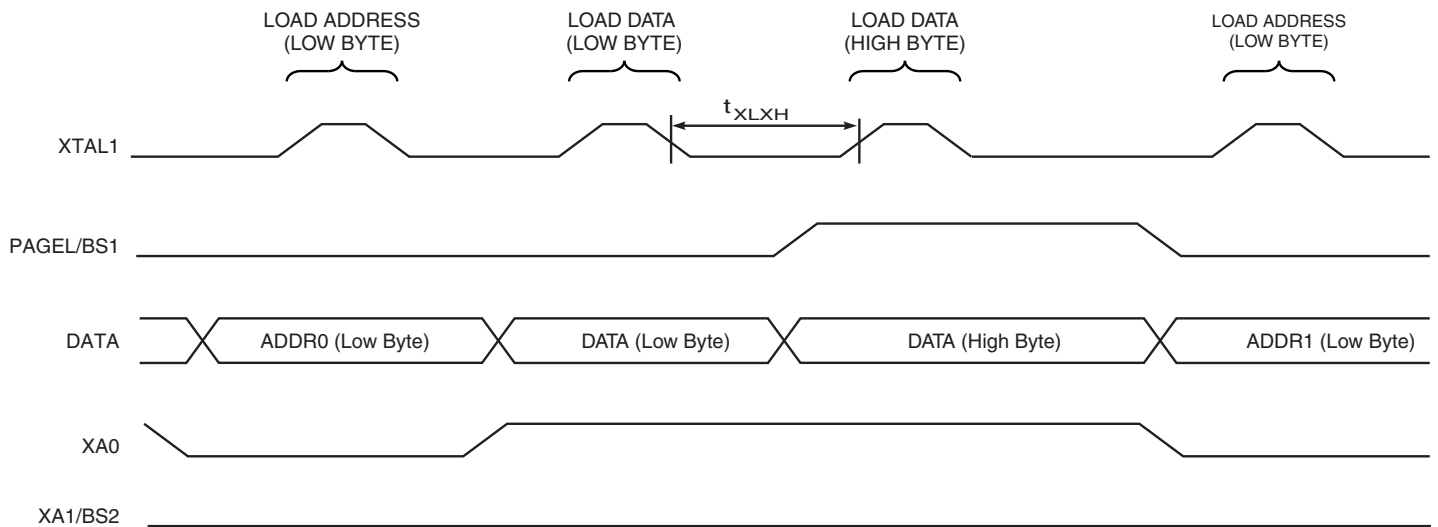 LOAD ADDRESS
(LOW BYTE)
LOAD DATA
(LOW BYTE)
LOAD DATA
(HIGH BYTE)
LOAD ADDRESS
(LOW BYTE)
tXLXH
XTAL1
PAGEL/BS1
DATA
ADDR0 (Low Byte)
DATA (Low Byte)
DATA (High Byte)
ADDR1 (Low Byte)
XA0
XA1/BS2